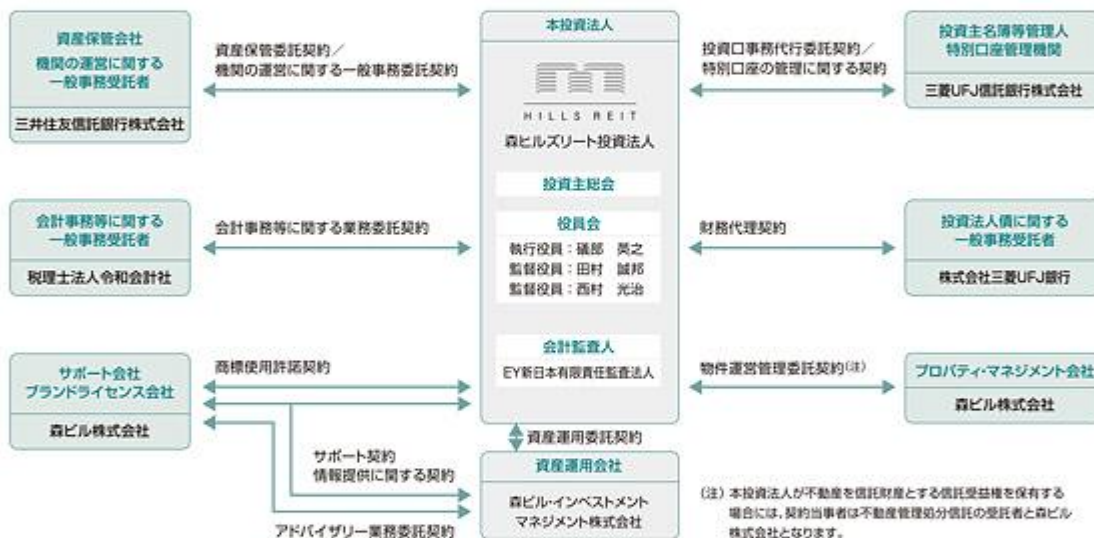 資産保管会社
機関の運営に関する
一般事務受託者
三井住友信託銀行株式会社
資産保管委託契約／
機関の運営に関する一般事務委託契約
本投資法人
HILLS REIT
森ヒルズリート投資法人
投資主総会
役員会
執行役員：礒部 英之
監督役員：田村 誠邦
監督役員：西村 光治
会計監査人
EY新日本有限責任監査法人
投資口事務代行委託契約／
特別口座の管理に関する契約
投資主名簿等管理人
特別口座管理機関
三菱UFJ信託銀行株式会社
会計事務等に関する
一般事務受託者
税理士法人令和会計社
会計事務等に関する業務委託契約
財務代理契約
投資法人債に関する
一般事務受託者
株式会社三菱UFJ銀行
サポート会社
ブランドライセンス会社
森ビル株式会社
商標使用許諾契約
物件運営管理委託契約(注)
プロパティ・マネジメント会社
森ビル株式会社
資産運用委託契約
サポート契約
情報提供に関する契約
アドバイザリー業務委託契約
資産運用会社
森ビル・インベストメント
マネジメント株式会社
(注) 本投資法人が不動産を信託財産とする信託受益権を保有する
場合には、契約当事者は不動産管理処分信託の受託者と森ビル
株式会社となります。